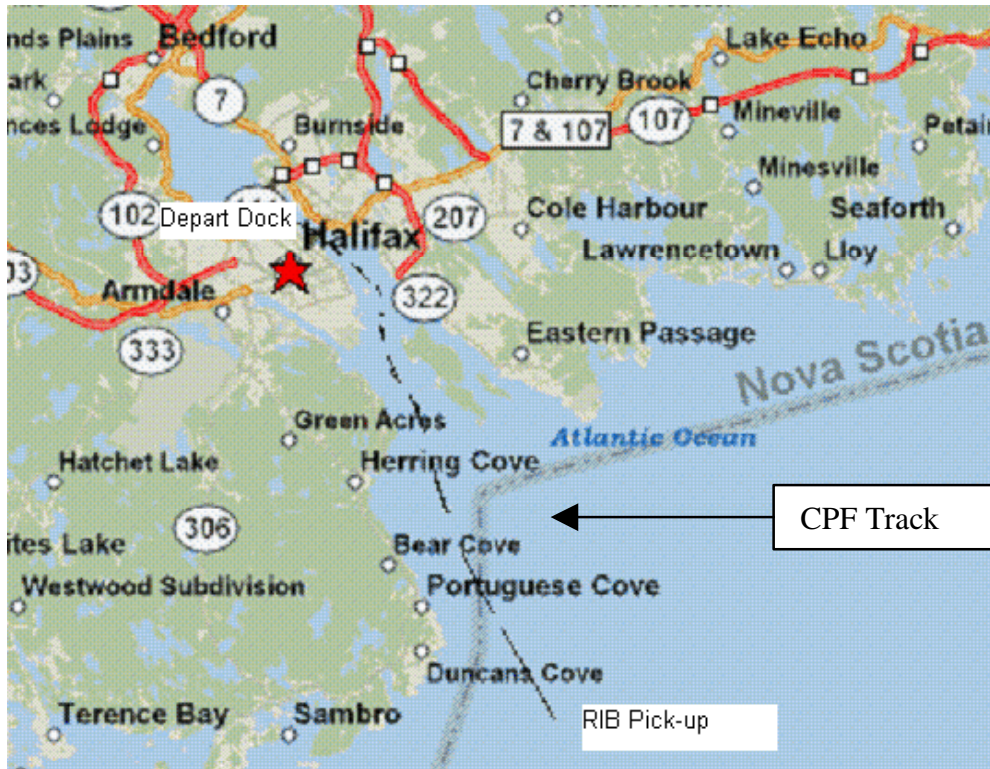 nds Plains
Bedford
Lake Echo
ark
Cherry Brook
7
7 & 107
107
Mineville
nces Lodge
Burnside
Petai
Minesville
102
Depart Dock
207
Cole Harbour
Seaforth
Halifax
Lawrencetown
Lloy
03
Armdale
322
333
Eastern Passage
Nova Scotia
Green Acres
Atlantic Ocean
Hatchet Lake
Herring Cove
CPF Track
306
ites Lake
Bear Cove
Westwood Subdivision
Portuguese Cove
Duncans Cove
Terence Bay
Sambro
RIB Pick-up